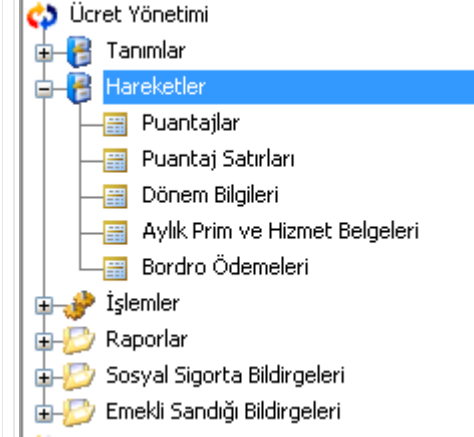 Ücret Yönetimi
Tanımlar
Hareketler
Puantajlar
Puantaj Satırları
Dönem Bilgileri
Aylık Prim ve Hizmet Belgeleri
Bordro Ödemeleri
İşlemler
Raporlar
Sosyal Sigorta Bildirgeleri
Emekli Sandığı Bildirgeleri